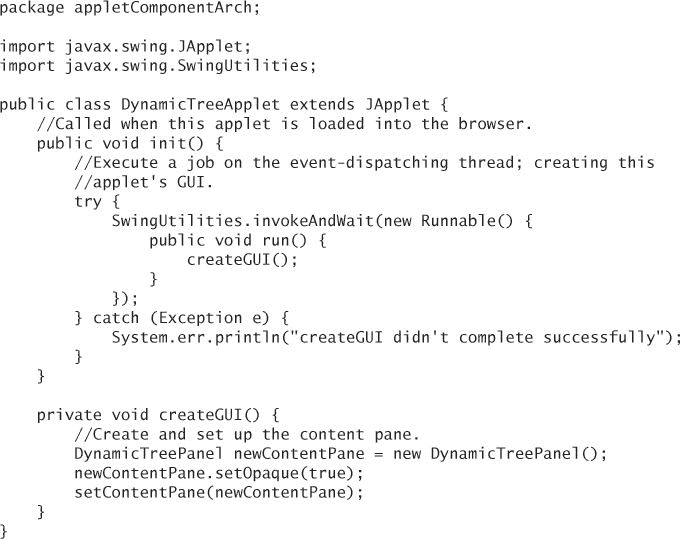 package appletComponentArch;

import javax.swing.JApplet;
import javax.swing.SwingUtilities;

public class DynamicTreeApplet extends JApplet {
    //Called when this applet is loaded into the browser.
    public void init() {
        //Execute a job on the event-dispatching thread; creating this
        //applet's GUI.
        try {
            SwingUtilities.invokeAndWait(new Runnable() {
                public void run() {
                    createGUI();
                }
            });
        } catch (Exception e) {
            System.err.println("createGUI didn't complete successfully");
        }
    }

    private void createGUI() {
        //Create and set up the content pane.
        DynamicTreePanel newContentPane = new DynamicTreePanel();
        newContentPane.setOpaque(true);
        setContentPane(newContentPane);
    }
}